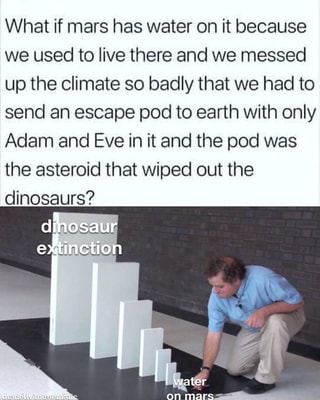 What if mars has water on it because
we used to live there and we messed
up the climate so badly that we had to
send an escape pod to earth with only
Adam and Eve in it and the pod was
the asteroid that wiped out the
dinosaurs?
dinosaur
extinction
water
on mars